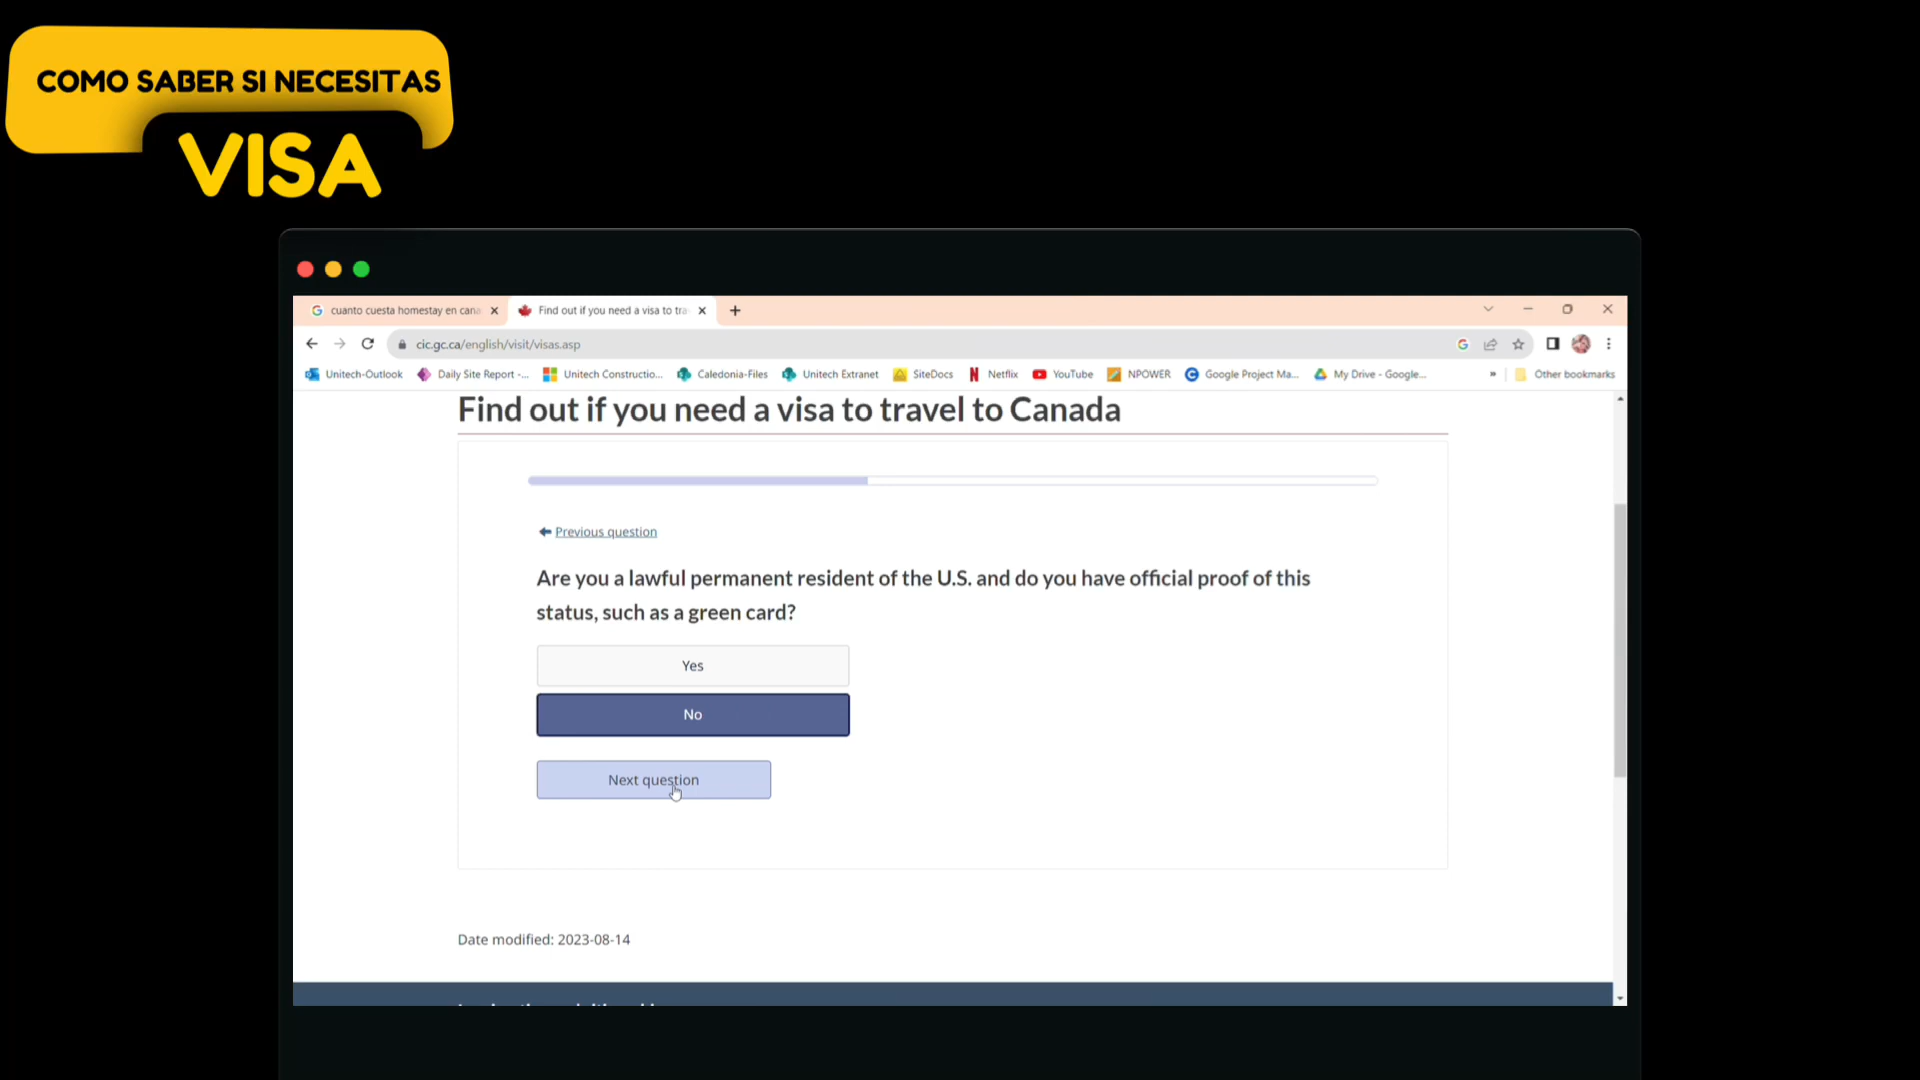 COMO SABER SI NECESITAS
VISA
cuanto cuesta homestay en cana
Find out if you need a visa to tra
cic.gc.ca/english/visit/visas.asp
Unitech-Outlook
Daily Site Report -...
Unitech Constructio...
Caledonia-Files
Unitech Extranet
SiteDocs
Netflix
YouTube
NPOWER
Google Project Ma...
My Drive - Google...
»
Other bookmarks
Find out if you need a visa to travel to Canada
Previous question
Are you a lawful permanent resident of the U.S. and do you have official proof of this
status, such as a green card?
Yes
No
Next question
Date modified: 2023-08-14